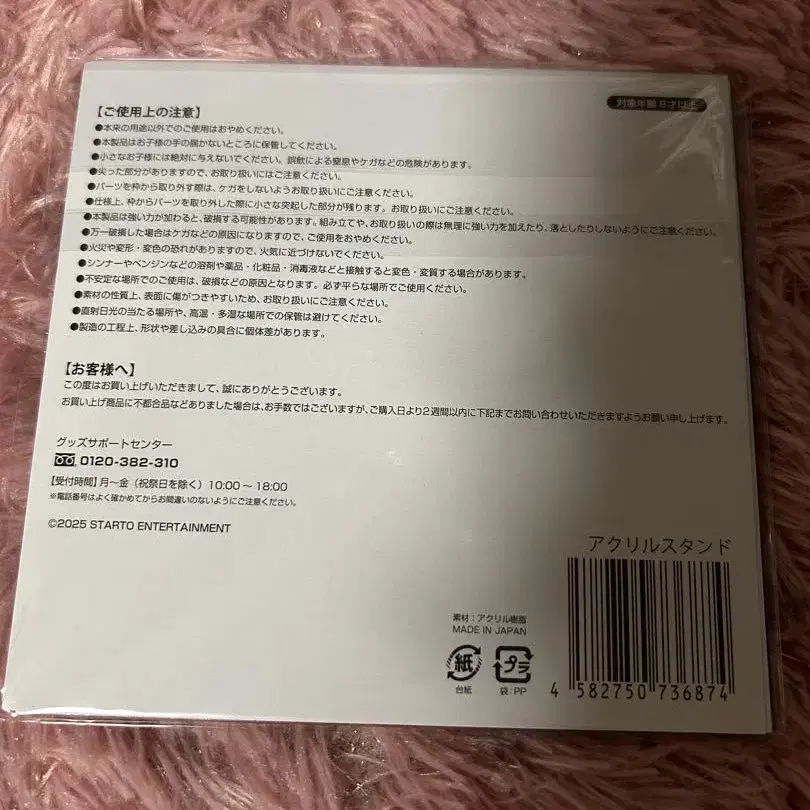 対象年齢 8才以上
【ご使用上の注意】
●本来の用途以外でのご使用はおやめください。
●本製品はお子様の手の届かないところに保管してください。
●小さなお子様には絶対に与えないでください。誤飲による窒息やケガなどの危険があります。
●尖った部分がありますので、お取り扱いにはご注意ください。
●パーツを枠から取り外す際は、ケガをしないようお取り扱いにご注意ください。
●仕様上、枠からパーツを取り外した際に小さな突起した部分が残ります。お取り扱いにご注意ください。
●本製品は強い力が加わると、破損する可能性があります。組み立てや、お取り扱いの際は無理に強い力を加えたり、落としたりしないようにご注意ください。
●万一破損した場合はケガなどの原因になりますので、ご使用をおやめください。
●火災や変形・変色の恐れがありますので、火気に近づけないでください。
●シンナーやベンジンなどの溶剤や薬品・化粧品・消毒液などと接触すると変色・変質する場合があります。
●不安定な場所でのご使用は、破損などの原因となります。必ず平らな場所でご使用ください。
●素材の性質上、表面に傷がつきやすいため、お取り扱いにご注意ください。
●直射日光の当たる場所や、高温・多湿な場所での保管は避けてください。
●製造の工程上、形状や差し込みの具合に個体差があります。
【お客様へ】
この度はお買い上げいただきまして、誠にありがとうございます。
お買い上げ商品に不都合品などありました場合は、お手数ではございますが、ご購入日より2週間以内に下記までお問い合わせいただきますようお願い申し上げます。
グッズサポートセンター
0120-382-310
【受付時間】月〜金（祝祭日を除く）10:00〜18:00
※電話番号はよく確かめてからお間違いのないようにご注意ください。
©2025 STARTO ENTERTAINMENT
アクリルスタンド
素材：アクリル樹脂
MADE IN JAPAN
紙
台紙
プラ
袋：PP
4 582750 736874